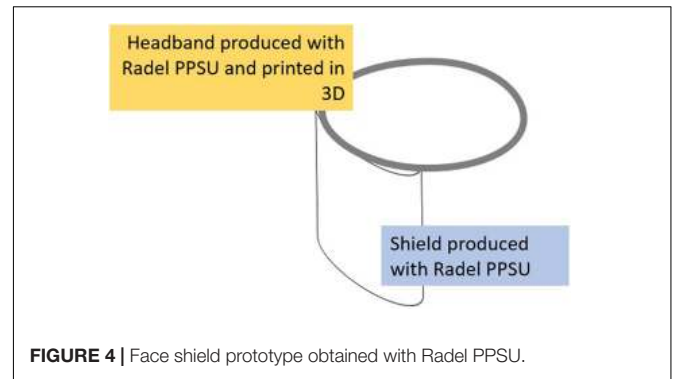 Headband produced with
Radel PPSU and printed in
3D
Shield produced
with Radel PPSU
FIGURE 4 | Face shield prototype obtained with Radel PPSU.